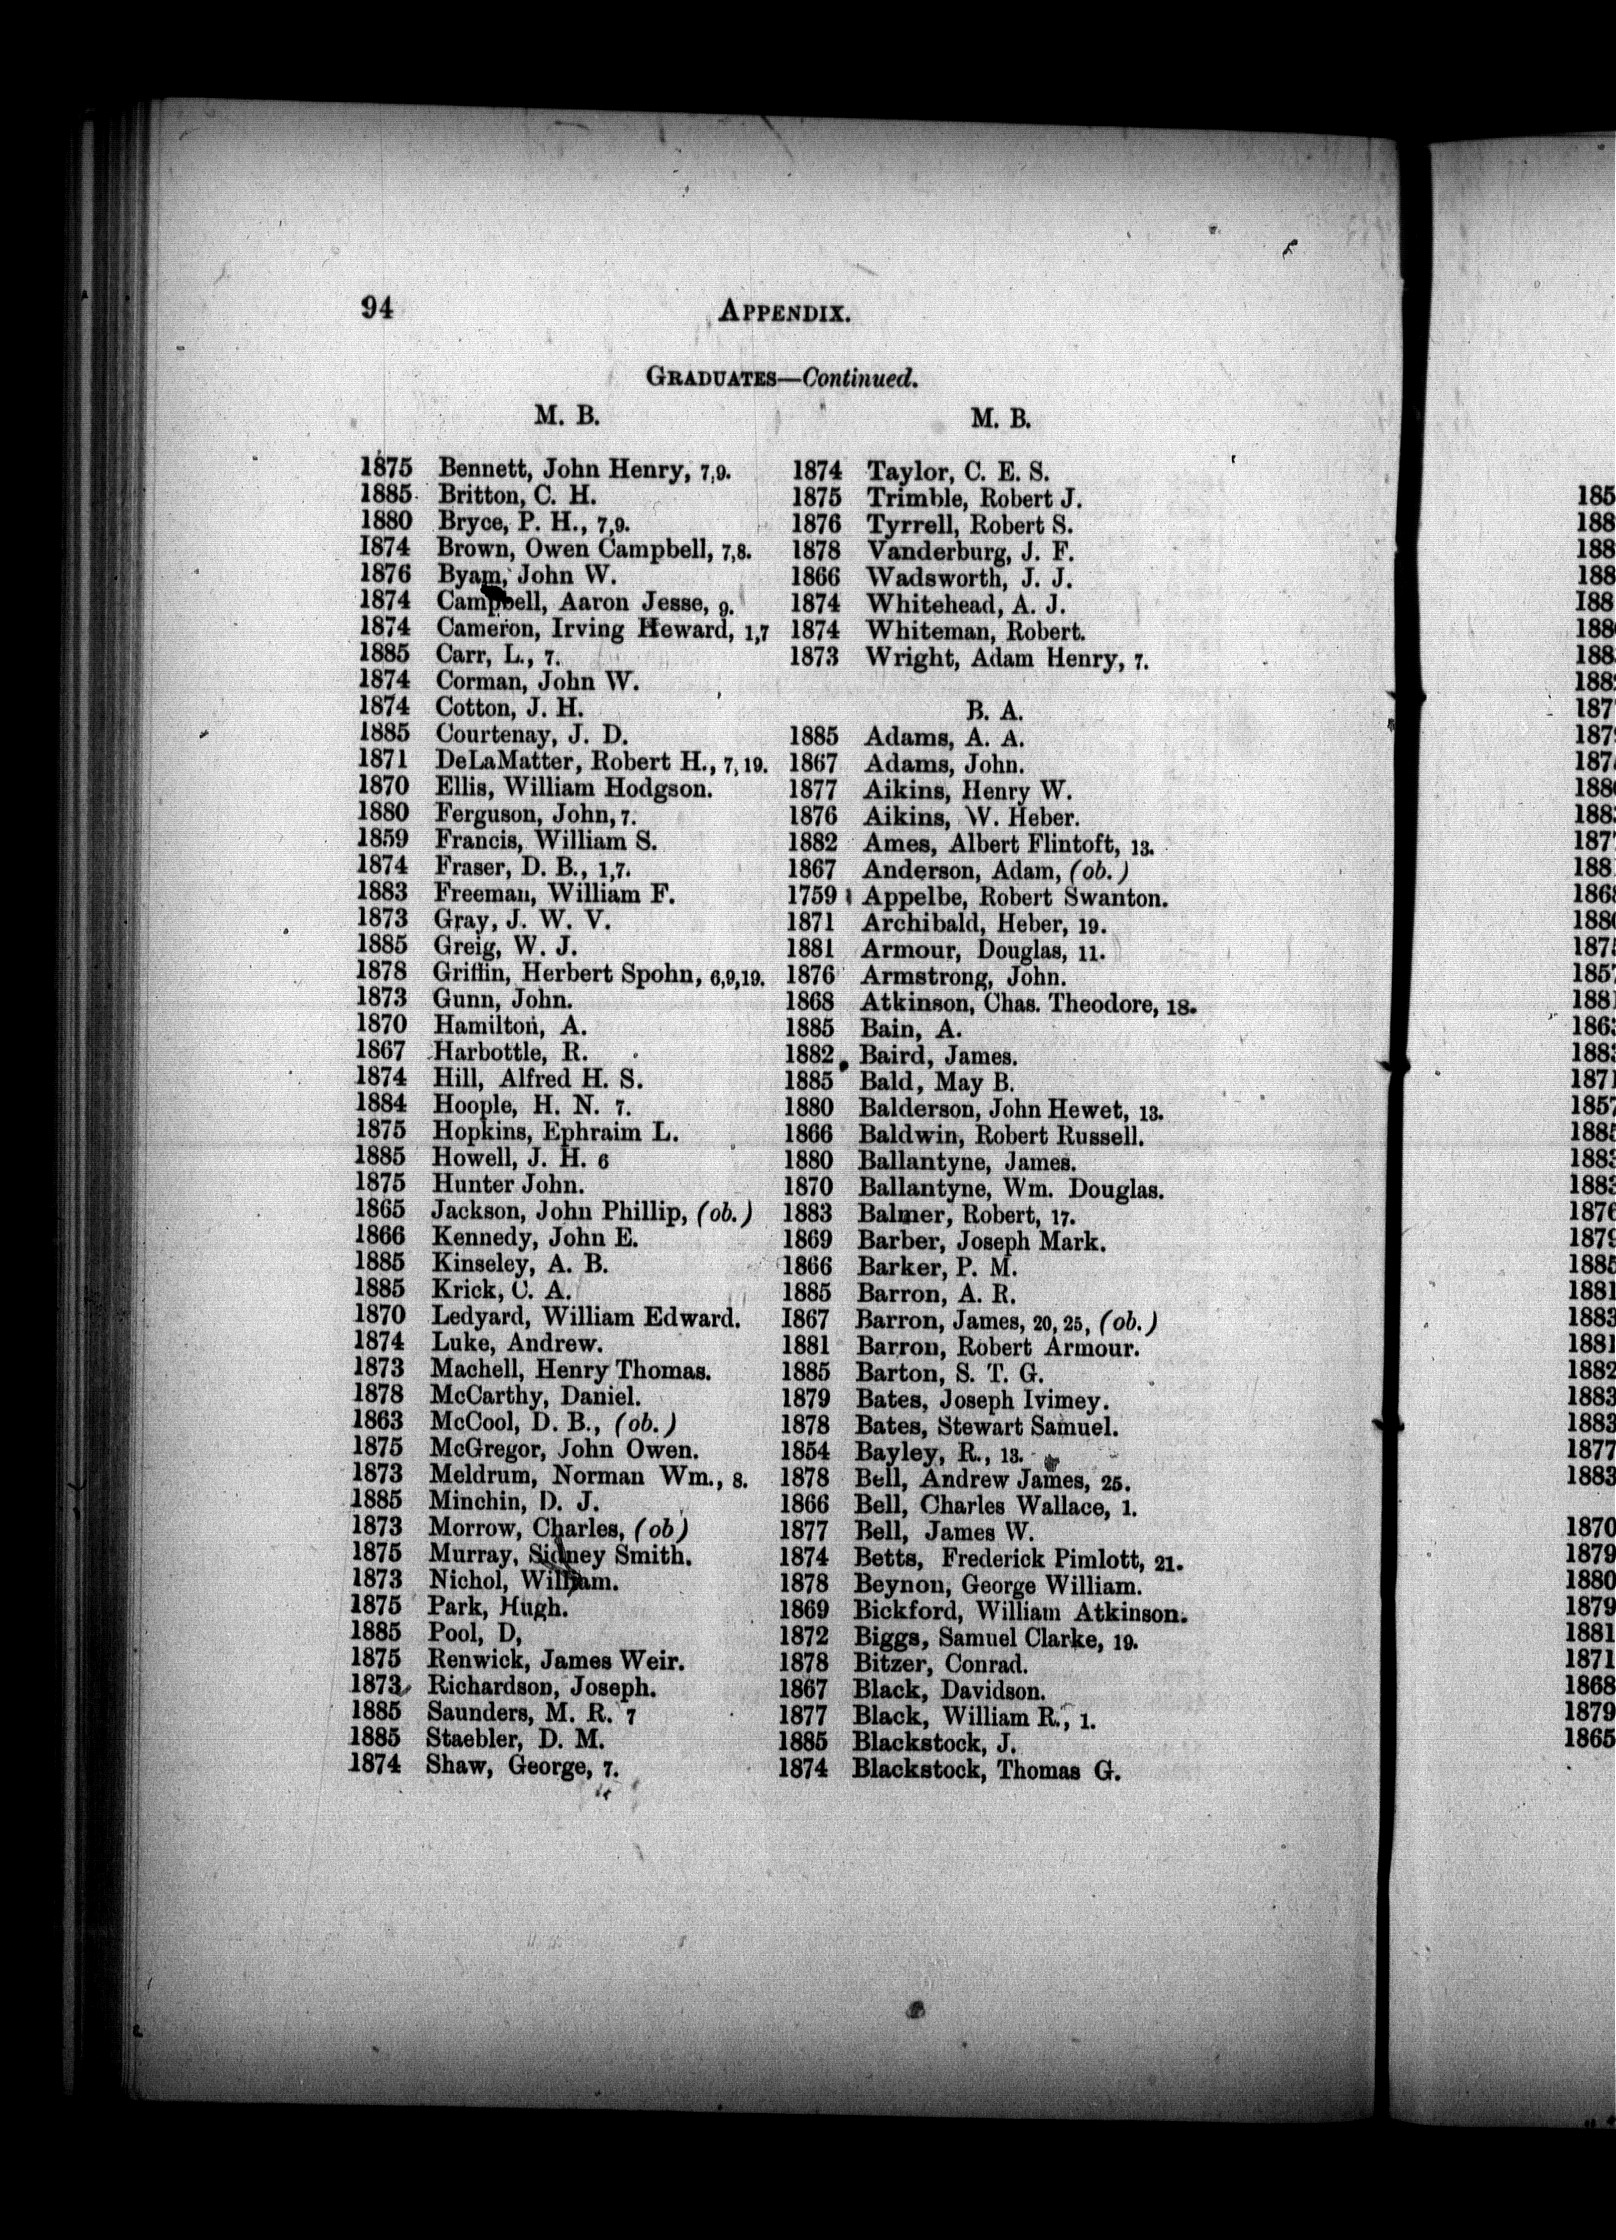 94
APPENDIX.
GRADUATES—Continued.
M. B.
1875 Bennett, John Henry, 7,9.
1885 Britton, C. H.
1880 Bryce, P. H., 7,9.
1874 Brown, Owen Campbell, 7,8.
1876 Byam, John W.
1874 Campbell, Aaron Jesse, 9.
1874 Cameron, Irving Heward, 1,7
1885 Carr, L., 7.
1874 Corman, John W.
1874 Cotton, J. H.
1885 Courtenay, J. D.
1871 DeLaMatter, Robert H., 7,19.
1870 Ellis, William Hodgson.
1880 Ferguson, John, 7.
1859 Francis, William S.
1874 Fraser, D. B., 1,7.
1883 Freeman, William F.
1873 Gray, J. W. V.
1885 Greig, W. J.
1878 Griffin, Herbert Spohn, 6,9,19.
1873 Gunn, John.
1870 Hamilton, A.
1867 Harbottle, R.
1874 Hill, Alfred H. S.
1884 Hoople, H. N. 7.
1875 Hopkins, Ephraim L.
1885 Howell, J. H. 6
1875 Hunter John.
1865 Jackson, John Phillip, (ob.)
1866 Kennedy, John E.
1885 Kinseley, A. B.
1885 Krick, C. A.
1870 Ledyard, William Edward.
1874 Luke, Andrew.
1873 Machell, Henry Thomas.
1878 McCarthy, Daniel.
1863 McCool, D. B., (ob.)
1875 McGregor, John Owen.
1873 Meldrum, Norman Wm., 8.
1885 Minchin, D. J.
1873 Morrow, Charles, (ob)
1875 Murray, Sidney Smith.
1873 Nichol, William.
1875 Park, Hugh.
1885 Pool, D,
1875 Renwick, James Weir.
1873 Richardson, Joseph.
1885 Saunders, M. R. 7
1885 Staebler, D. M.
1874 Shaw, George, 7.
M. B.
1874 Taylor, C. E. S.
1875 Trimble, Robert J.
1876 Tyrrell, Robert S.
1878 Vanderburg, J. F.
1866 Wadsworth, J. J.
1874 Whitehead, A. J.
1874 Whiteman, Robert.
1873 Wright, Adam Henry, 7.
B. A.
1885 Adams, A. A.
1867 Adams, John.
1877 Aikins, Henry W.
1876 Aikins, W. Heber.
1882 Ames, Albert Flintoft, 13.
1867 Anderson, Adam, (ob.)
1759 Appelbe, Robert Swanton.
1871 Archibald, Heber, 19.
1881 Armour, Douglas, 11.
1876 Armstrong, John.
1868 Atkinson, Chas. Theodore, 18.
1885 Bain, A.
1882 Baird, James.
1885 Bald, May B.
1880 Balderson, John Hewet, 13.
1866 Baldwin, Robert Russell.
1880 Ballantyne, James.
1870 Ballantyne, Wm. Douglas.
1883 Balmer, Robert, 17.
1869 Barber, Joseph Mark.
1866 Barker, P. M.
1885 Barron, A. R.
1867 Barron, James, 20, 25, (ob.)
1881 Barron, Robert Armour.
1885 Barton, S. T. G.
1879 Bates, Joseph Ivimey.
1878 Bates, Stewart Samuel.
1854 Bayley, R., 13.
1878 Bell, Andrew James, 25.
1866 Bell, Charles Wallace, 1.
1877 Bell, James W.
1874 Betts, Frederick Pimlott, 21.
1878 Beynon, George William.
1869 Bickford, William Atkinson.
1872 Biggs, Samuel Clarke, 19.
1878 Bitzer, Conrad.
1867 Black, Davidson.
1877 Black, William R., 1.
1885 Blackstock, J.
1874 Blackstock, Thomas G.